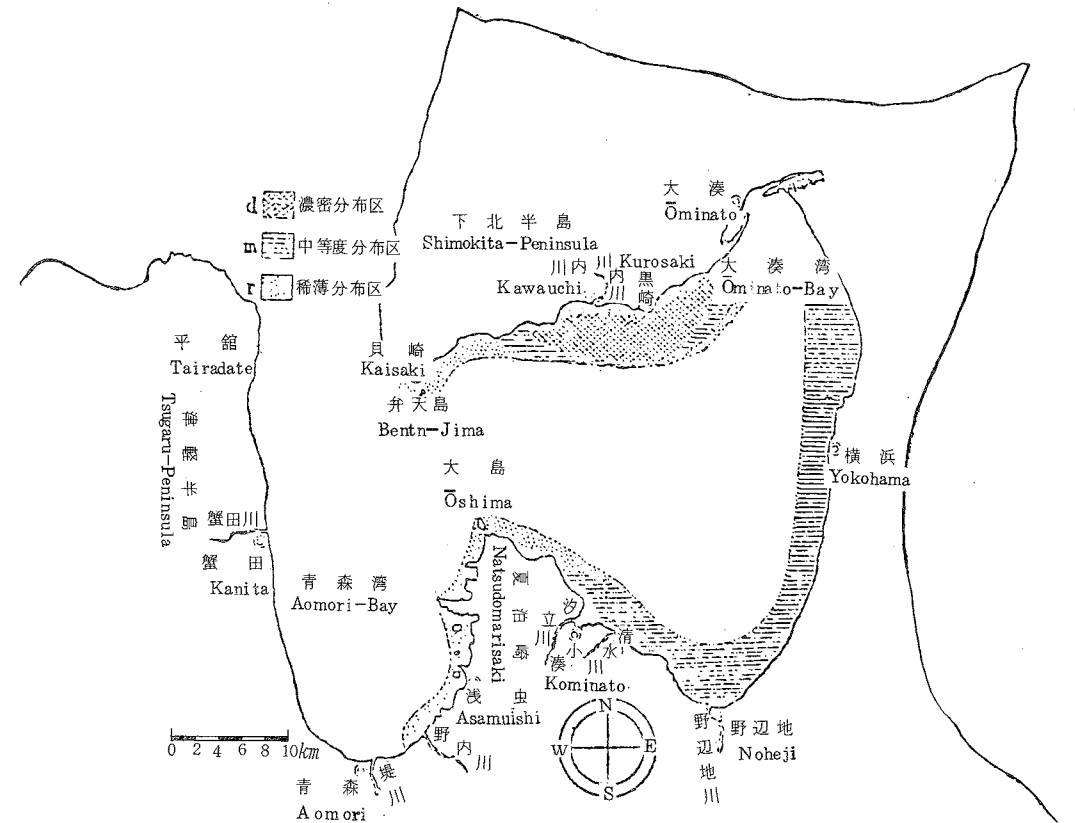 d 濃密分布区
m 中等度分布区
r 稀薄分布区
大湊
Ōminato
下北半島
Shimokita-Peninsula
川内
Kawauchi
川内川
Kurosaki
黒崎
大湊湾
Ōminato-Bay
平舘
Tairadate
貝崎
Kaisaki
弁天島
Bentn-Jima
津軽半島
Tsugaru-Peninsula
大島
Ōshima
横浜
Yokohama
蟹田川
蟹田
Kanita
青森湾
Aomori-Bay
夏泊崎
Natsudomarisaki
汐立川
小湊
Kominato
清水川
浅虫
Asamuishi
野内川
野辺地
Noheji
野辺地川
青森
Aomori
堤川
0 2 4 6 8 10km
N
W E
S